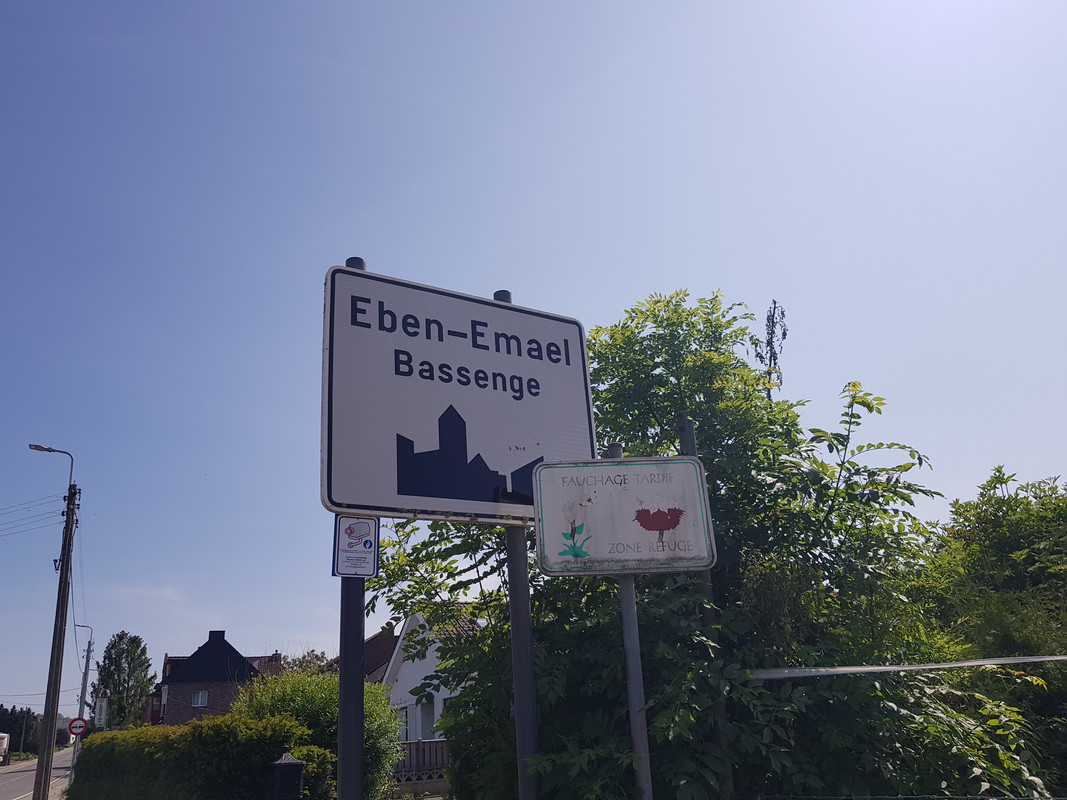 Eben-Emael
Bassenge
FAUCHAGE TARDIF
ZONE REFUGE